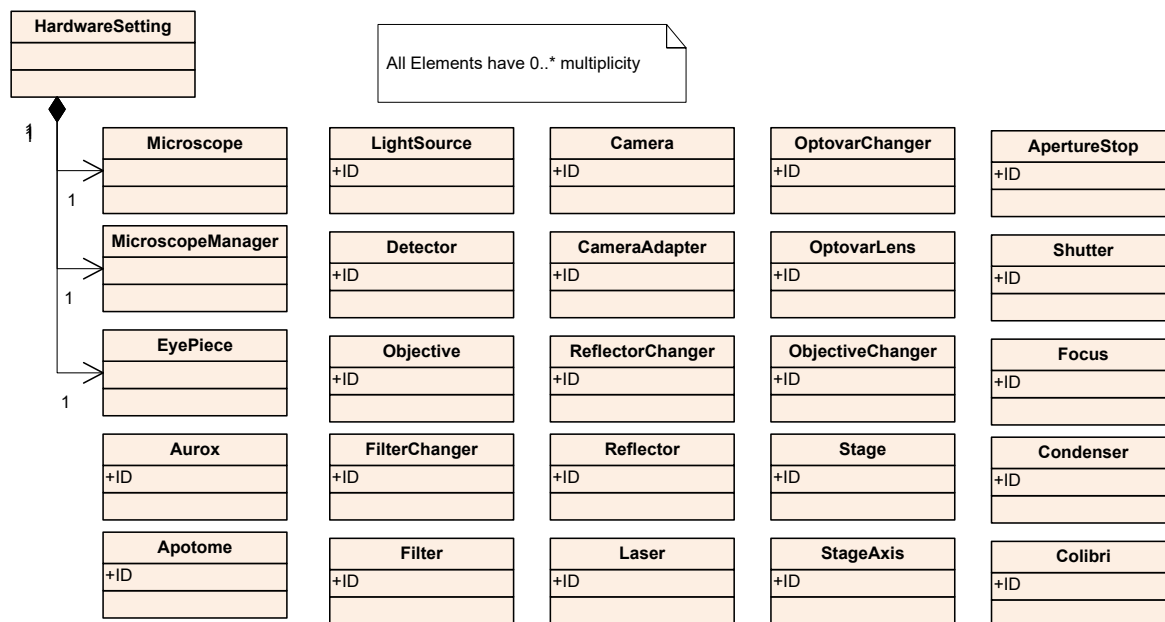 HardwareSetting
All Elements have 0..* multiplicity
1
Microscope
LightSource
+ID
Camera
+ID
OptovarChanger
+ID
ApertureStop
+ID
1
MicroscopeManager
Detector
+ID
CameraAdapter
+ID
OptovarLens
+ID
Shutter
+ID
1
EyePiece
Objective
+ID
ReflectorChanger
+ID
ObjectiveChanger
+ID
Focus
+ID
1
Aurox
+ID
FilterChanger
+ID
Reflector
+ID
Stage
+ID
Condenser
+ID
Apotome
+ID
Filter
+ID
Laser
+ID
StageAxis
+ID
Colibri
+ID